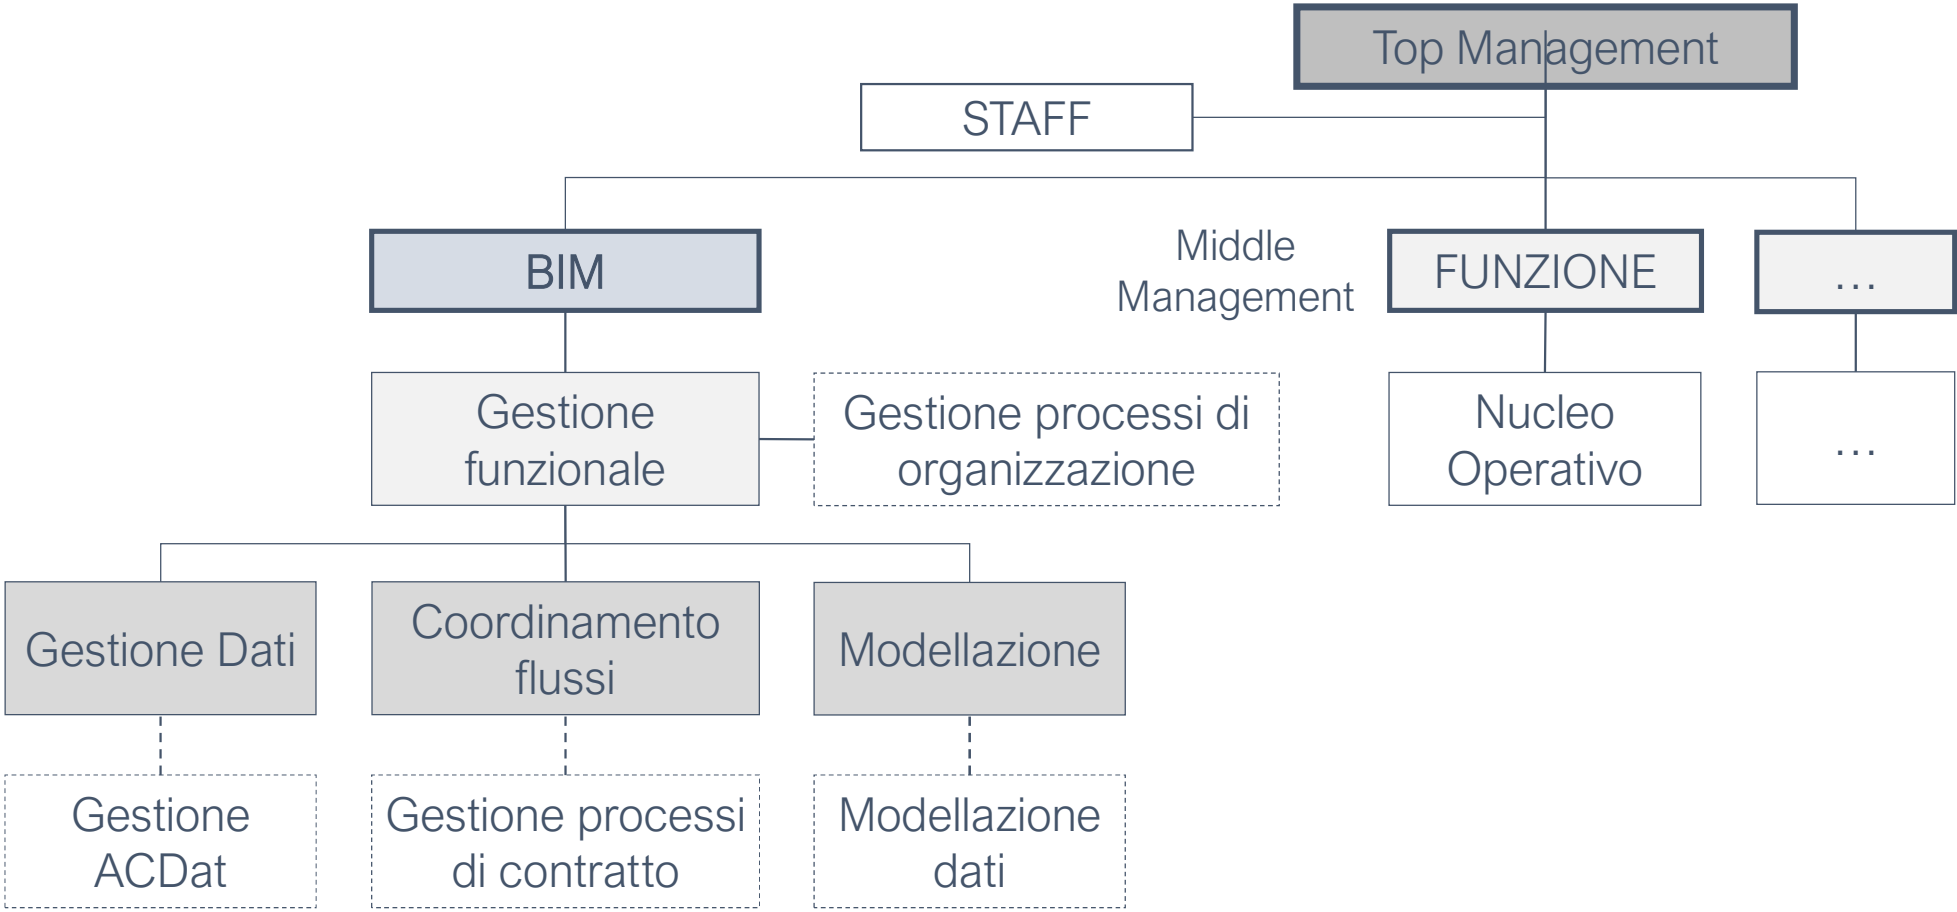 Top Management
STAFF
BIM
Middle
Management
FUNZIONE
...
Gestione
funzionale
Gestione processi di
organizzazione
Nucleo
Operativo
...
Gestione Dati
Coordinamento
flussi
Modellazione
Gestione
ACDat
Gestione processi
di contratto
Modellazione
dati